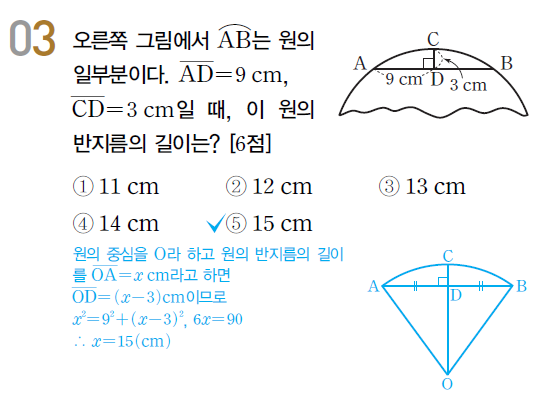 03 오른쪽 그림에서 AB는 원의
일부분이다. AD=9 cm,
CD=3 cm일 때, 이 원의
반지름의 길이는? [6점]
C
A
B
9 cm
D
3 cm
① 11 cm ② 12 cm ③ 13 cm
④ 14 cm ⑤ 15 cm
원의 중심을 O라 하고 원의 반지름의 길이
를 OA=x cm라고 하면
OD=(x-3)cm이므로
x²=9²+(x-3)², 6x=90
∴ x=15(cm)
C
A
D
B
O